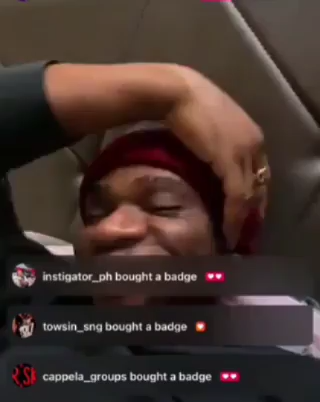 instigator_ph bought a badge
towsin_sng bought a badge
cappela_groups bought a badge